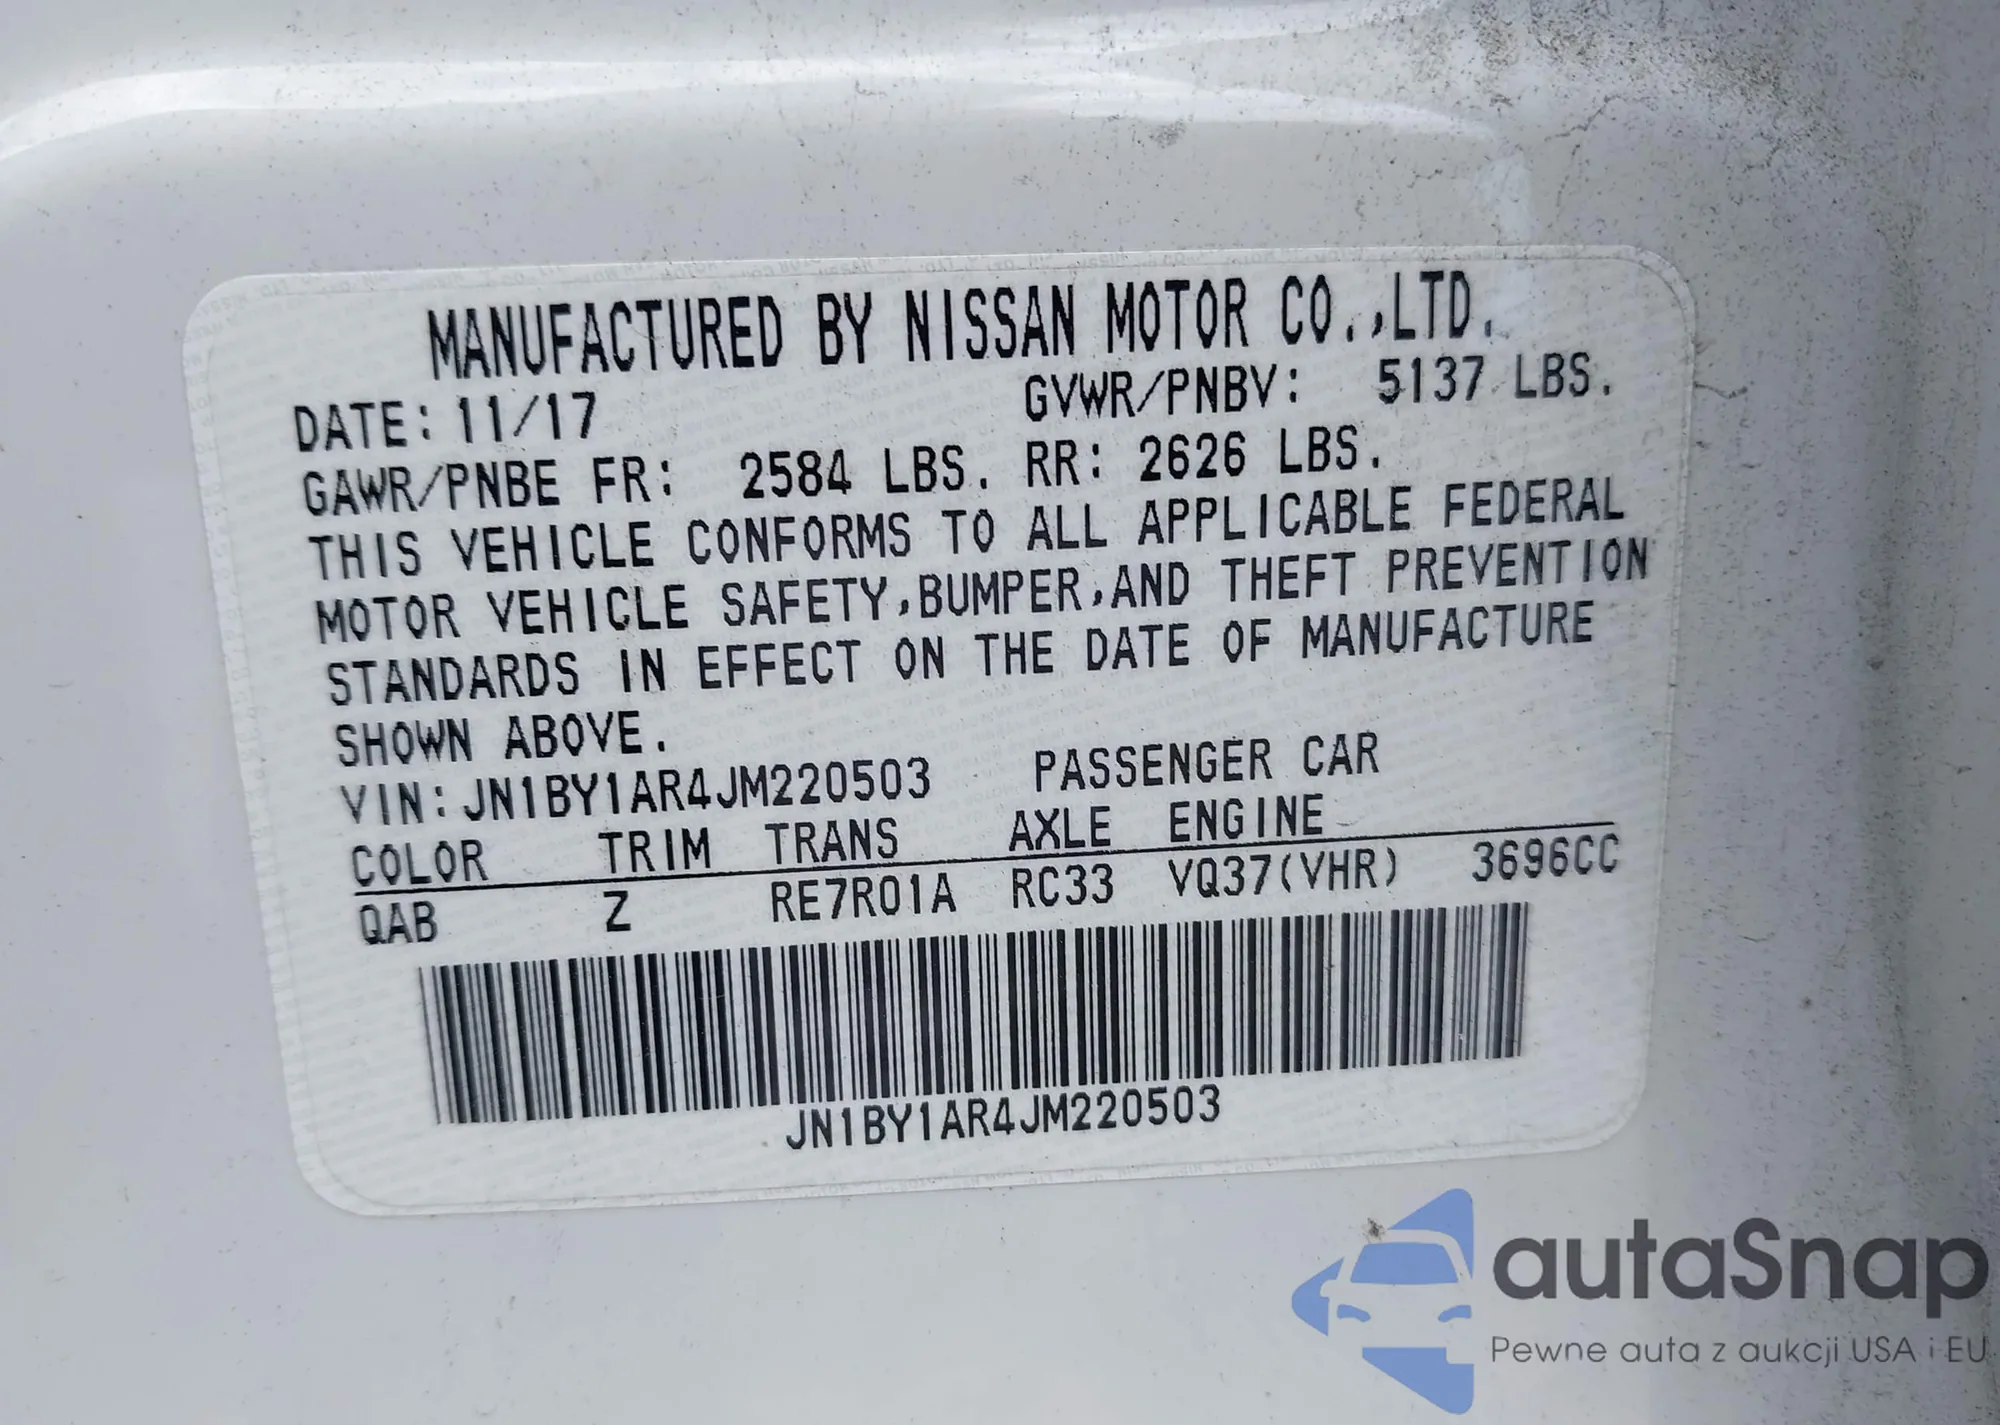 MANUFACTURED BY NISSAN MOTOR CO.,LTD.
DATE: 11/17 GVWR/PNBV: 5137 LBS.
GAWR/PNBE FR: 2584 LBS. RR: 2626 LBS.
THIS VEHICLE CONFORMS TO ALL APPLICABLE FEDERAL
MOTOR VEHICLE SAFETY,BUMPER,AND THEFT PREVENTION
STANDARDS IN EFFECT ON THE DATE OF MANUFACTURE
SHOWN ABOVE.
VIN:JN1BY1AR4JM220503 PASSENGER CAR
COLOR TRIM TRANS AXLE ENGINE
QAB Z RE7R01A RC33 VQ37(VHR) 3696CC
JN1BY1AR4JM220503
autaSnap
Pewne auta z aukcji USA i EU